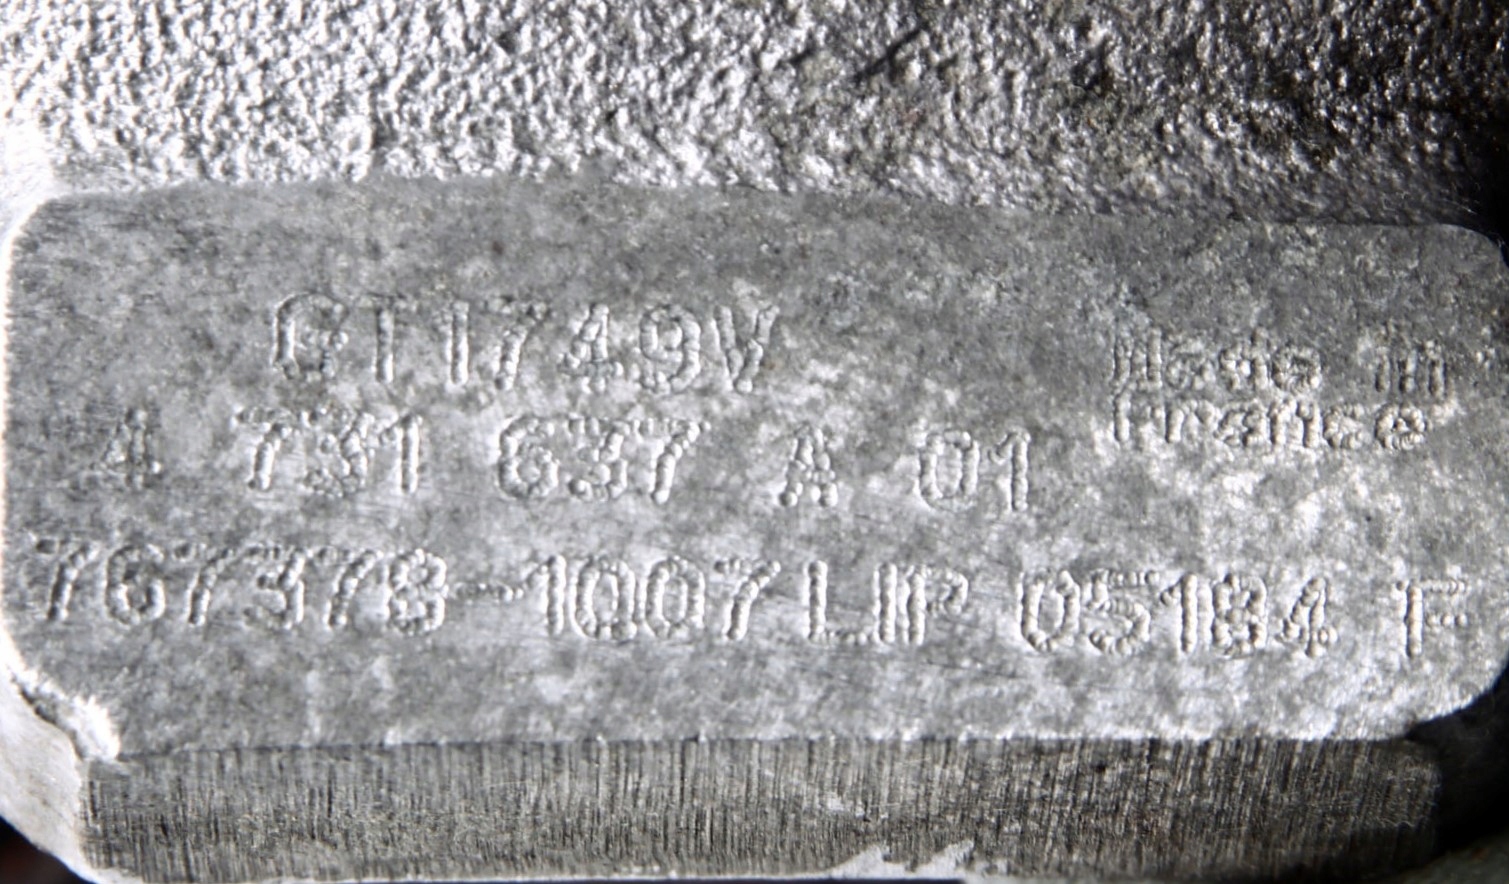 GT1749V
Made in
France
4 731 637 A 01
767378-1007 LIP 05184 F